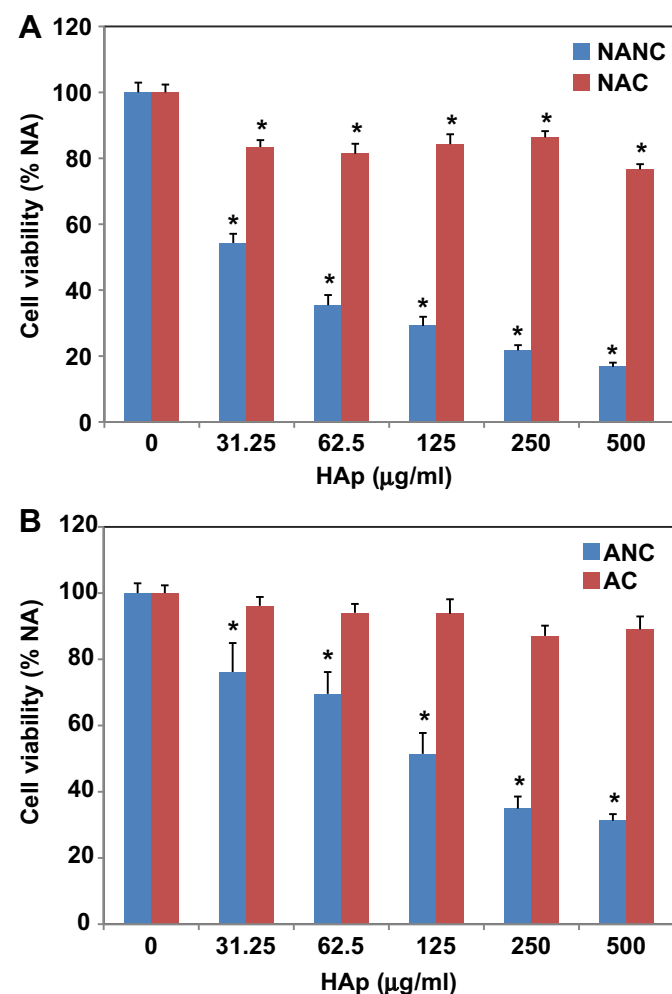 A
120
100
80
60
40
20
0
Cell viability (% NA)
NANC
NAC
* * * * * * * * * *
0 31.25 62.5 125 250 500
HAp (μg/ml)
B
120
100
80
60
40
20
0
Cell viability (% NA)
ANC
AC
* * * * *
0 31.25 62.5 125 250 500
HAp (μg/ml)